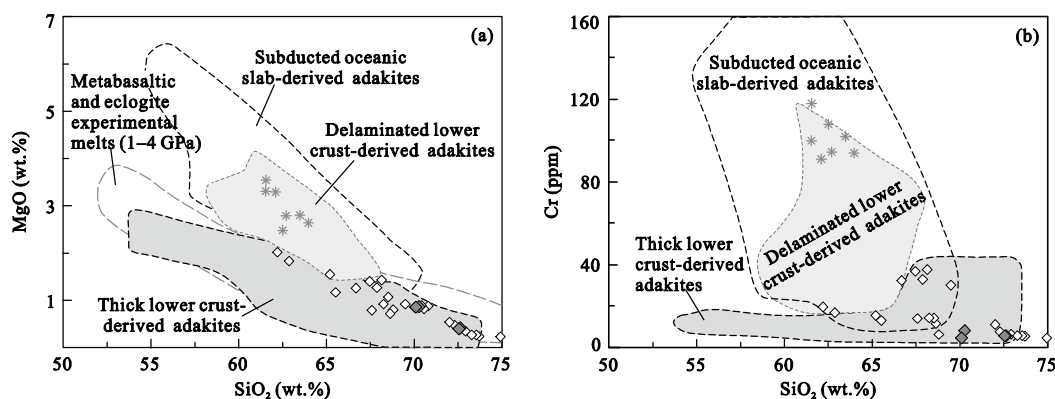 7
5
3
1
MgO (wt.%)
(a)
Subducted oceanic
slab-derived adakites
Metabasaltic
and eclogite
experimental
melts (1–4 GPa)
Delaminated lower
crust-derived adakites
Thick lower crust-
derived adakites
50 55 60 65 70 75
SiO₂ (wt.%)
160
120
80
40
0
Cr (ppm)
(b)
Subducted oceanic
slab-derived adakites
Delaminated lower
crust-derived adakites
Thick lower
crust-derived
adakites
50 55 60 65 70 75
SiO₂ (wt.%)